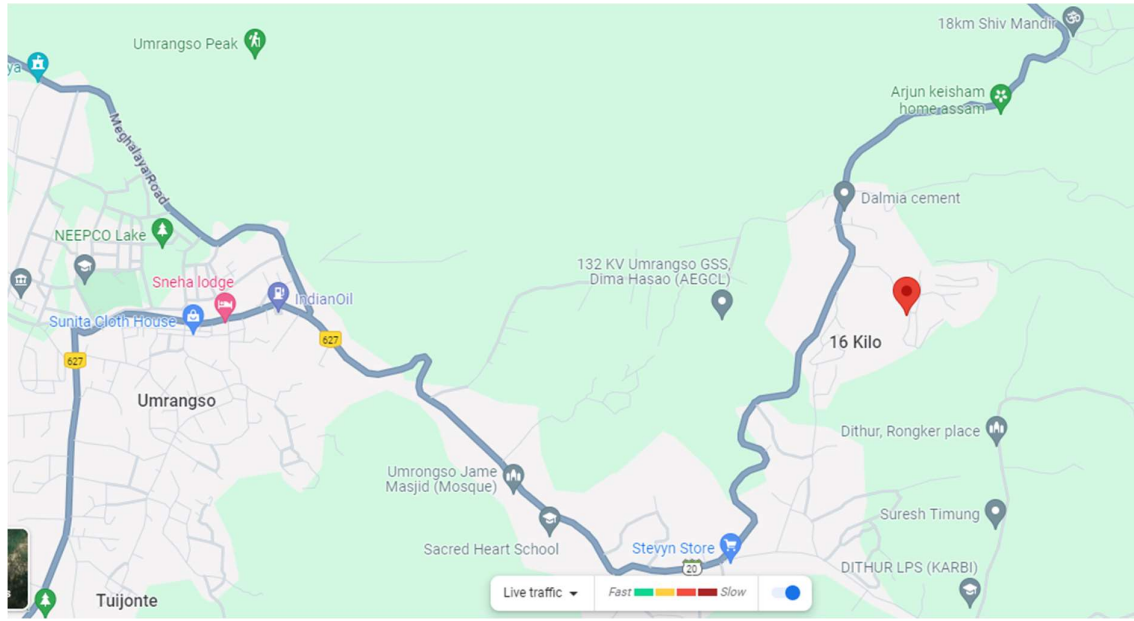 18km Shiv Mandir
Umrangso Peak
ya
Arjun keisham
home assam
Meghalaya Road
Dalmia cement
NEEPCO Lake
132 KV Umrangso GSS,
Dima Hasao (AEGCL)
Sneha lodge
IndianOil
Sunita Cloth House
627
16 Kilo
627
Umrangso
Dithur, Rongker place
Umrongso Jame
Masjid (Mosque)
Suresh Timung
Sacred Heart School
Stevyn Store
20
DITHUR LPS (KARBI)
Live traffic
Fast
Slow
s
Tuijonte